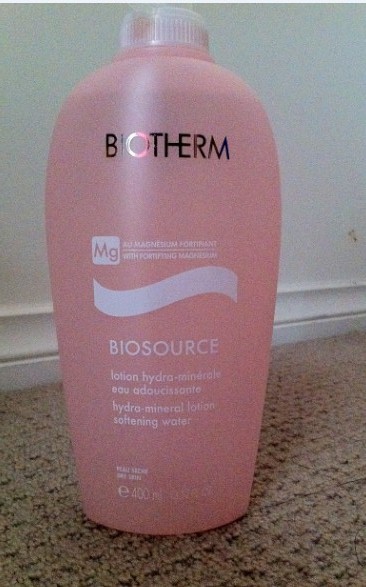 BIOTHERM
Mg
AU MAGNÉSIUM FORTIFIANT
WITH FORTIFYING MAGNESIUM
BIOSOURCE
lotion hydra-minérale
eau adoucissante
hydra-mineral lotion
softening water
PEAU SÈCHE
DRY SKIN
℮ 400 ml